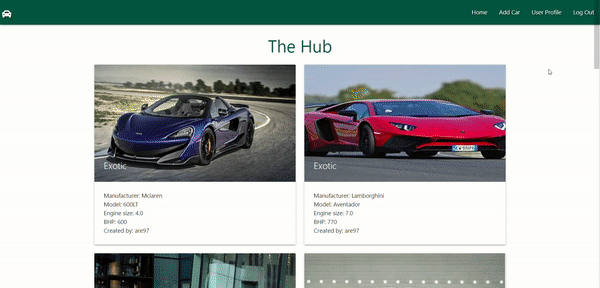 Home Add Car User Profile Log Out
The Hub
Exotic
Manufacturer: Mclaren
Model: 600LT
Engine size: 4.0
BHP: 600
Created by: are97
Exotic
Manufacturer: Lamborghini
Model: Aventador
Engine size: 7.0
BHP: 770
Created by: are97